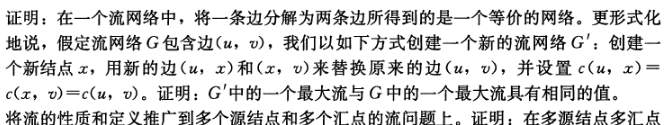 证明：在一个流网络中，将一条边分解为两条边所得到的是一个等价的网络。更形式化
地说，假定流网络G包含边(u，v)，我们以如下方式创建一个新的流网络G′：创建一
个新结点x，用新的边(u，x)和(x，v)来替换原来的边(u，v)，并设置c(u，x)＝
c(x，v)＝c(u，v)。证明：G′中的一个最大流与G中的一个最大流具有相同的值。
将流的性质和定义推广到多个源结点和多个汇点的流问题上。证明：在多源结点多汇点